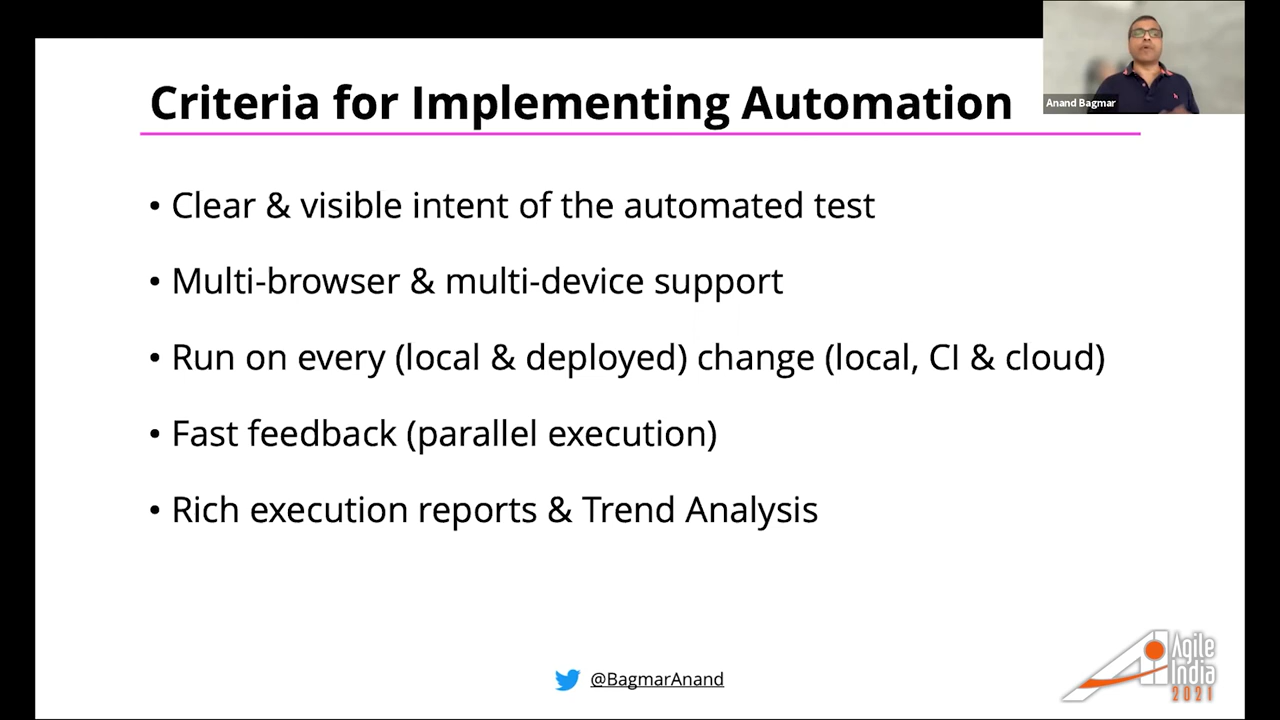 Criteria for Implementing Automation
Anand Bagmar
• Clear & visible intent of the automated test
• Multi-browser & multi-device support
• Run on every (local & deployed) change (local, CI & cloud)
• Fast feedback (parallel execution)
• Rich execution reports & Trend Analysis
@BagmarAnand
Agile
India
2021